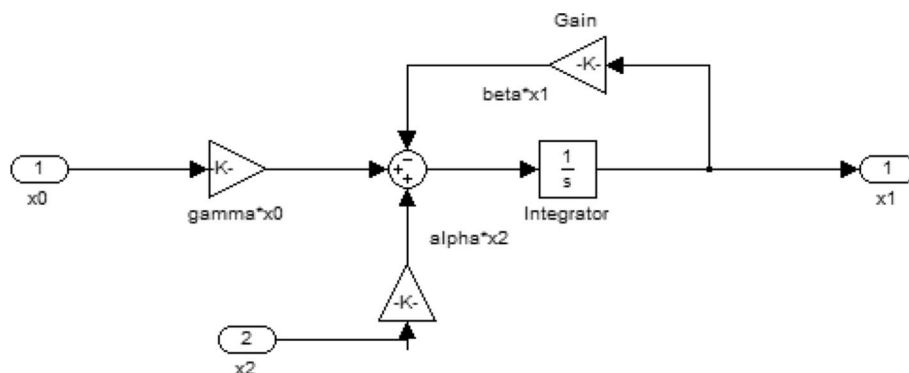 Gain
-K-
beta*x1
1
x0
-K-
gamma*x0
−
+
+
1
s
Integrator
1
x1
alpha*x2
-K-
2
x2